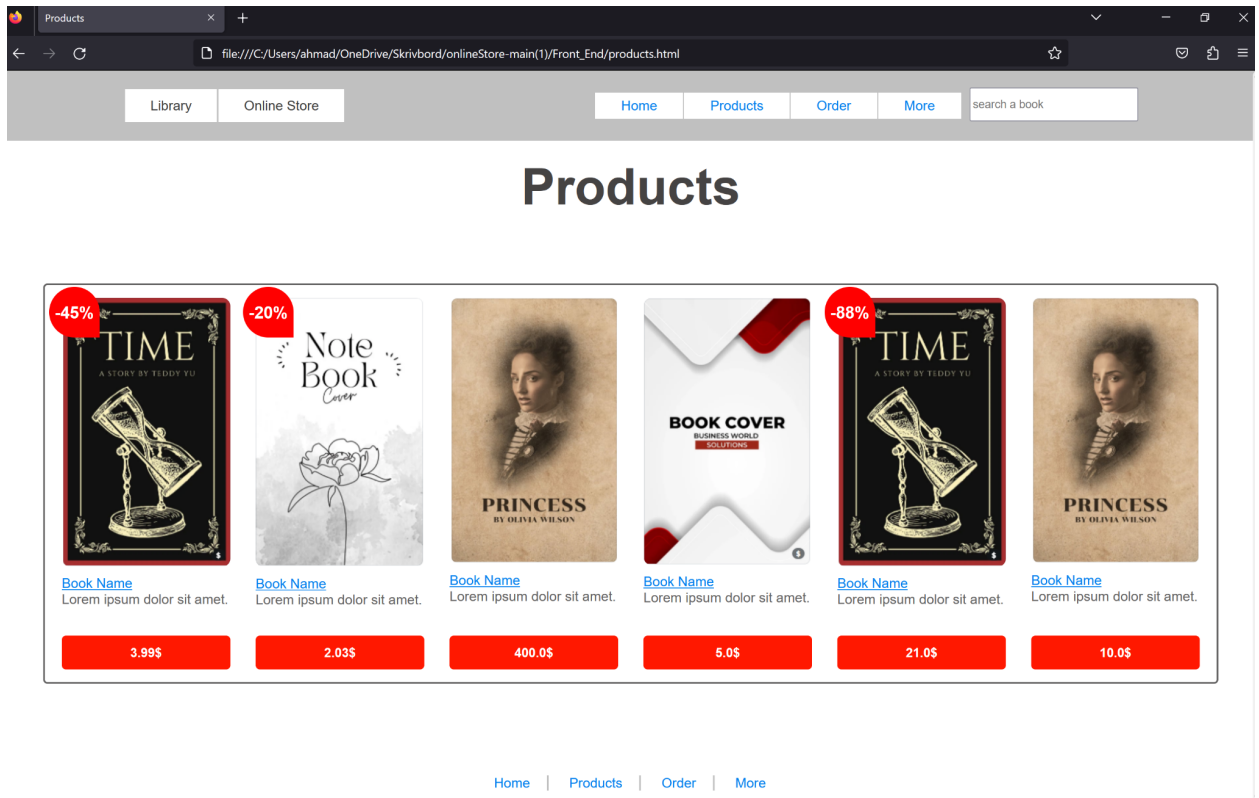 Products
file:///C:/Users/ahmad/OneDrive/Skrivbord/onlineStore-main(1)/Front_End/products.html
Library Online Store Home Products Order More search a book
Products
-45%
TIME
A STORY BY TEDDY YU
$
-20%
Note
Book
Cover
PRINCESS
BY OLIVIA WILSON
BOOK COVER
BUSINESS WORLD
SOLUTIONS
$
-88%
TIME
A STORY BY TEDDY YU
$
PRINCESS
BY OLIVIA WILSON
Book Name Book Name Book Name Book Name Book Name Book Name
Lorem ipsum dolor sit amet. Lorem ipsum dolor sit amet. Lorem ipsum dolor sit amet. Lorem ipsum dolor sit amet. Lorem ipsum dolor sit amet. Lorem ipsum dolor sit amet.
3.99$ 2.03$ 400.0$ 5.0$ 21.0$ 10.0$
Home | Products | Order | More